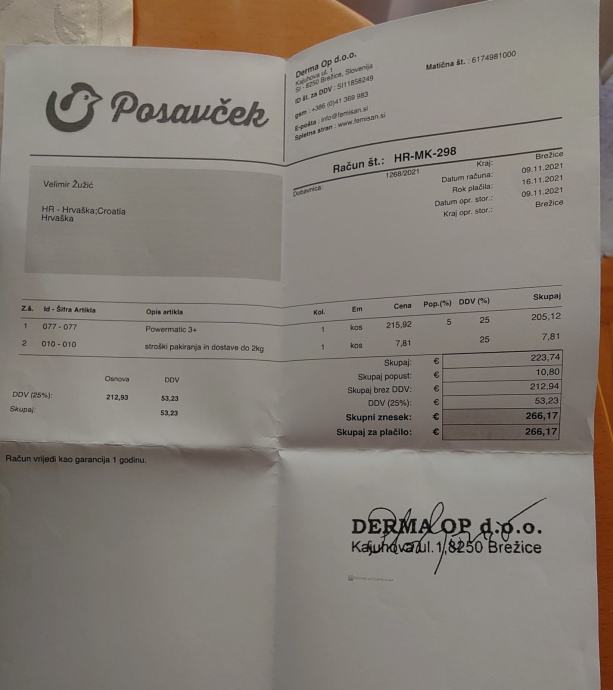 Posavček
Derma Op d.o.o.
Kajuhova ul. 1
SI - 8250 Brežice, Slovenija
ID št. za DDV : SI11858249
gsm : +386 (0)41 369 983
E-pošta : info@femisan.si
Spletna stran : www.femisan.si
Matična št. : 6174981000
Račun št.: HR-MK-298
Dobavnica: 1268/2021
Kraj: Brežice
Datum računa: 09.11.2021
Rok plačila: 16.11.2021
Datum opr. stor.: 09.11.2021
Kraj opr. stor.: Brežice
Velimir Žužić
HR - Hrvaška;Croatia
Hrvaška
Z.š. Id - Šifra Artikla Opis artikla Kol. Em Cena Pop.(%) DDV (%) Skupaj
1 077 - 077 Powermatic 3+ 1 kos 215,92 5 25 205,12
2 010 - 010 stroški pakiranja in dostave do 2kg 1 kos 7,81 25 7,81
Skupaj: € 223,74
Skupaj popust: € 10,80
Skupaj brez DDV: € 212,94
DDV (25%): € 53,23
Skupni znesek: € 266,17
Skupaj za plačilo: € 266,17
Osnova DDV
DDV (25%): 212,93 53,23
Skupaj: 53,23
Račun vrijedi kao garancija 1 godinu.
DERMA OP d.o.o.
Kajuhova ul. 1, 8250 Brežice